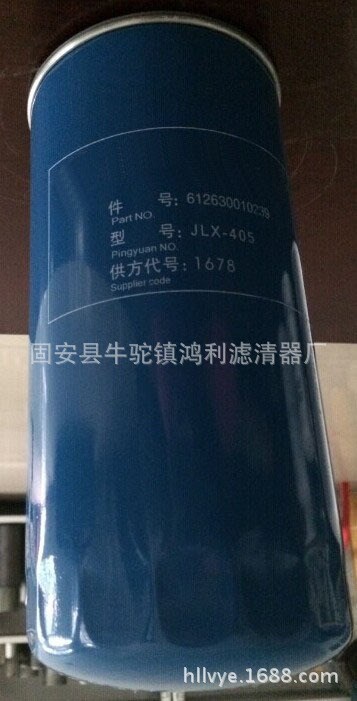 件 号: 612630010239
Part NO.
型 号: JLX-405
Pingyuan NO.
供方代号: 1678
Supplier code
固安县牛驼镇鸿利滤清器厂
hllvye.1688.com